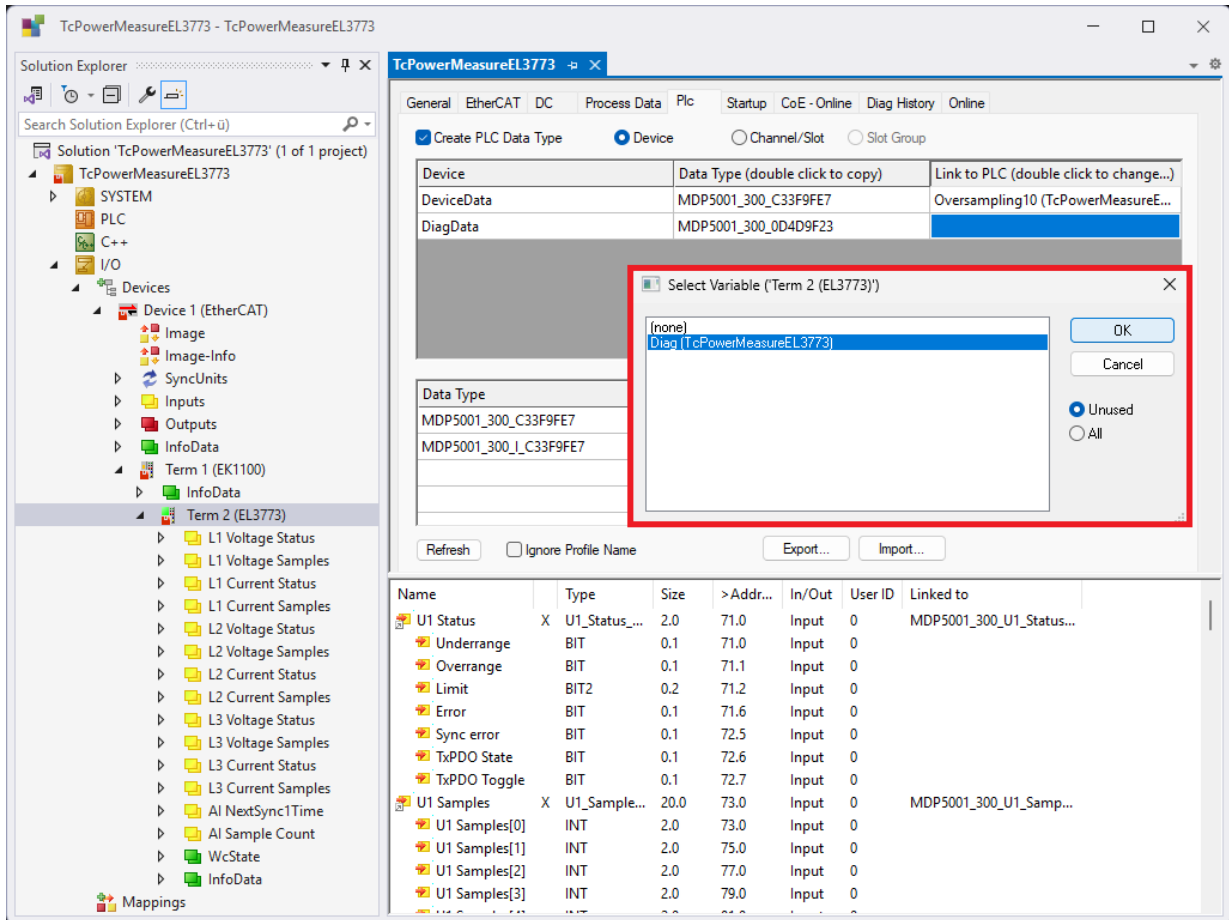 TcPowerMeasureEL3773 - TcPowerMeasureEL3773
Solution Explorer
Search Solution Explorer (Ctrl+ü)
Solution 'TcPowerMeasureEL3773' (1 of 1 project)
TcPowerMeasureEL3773
SYSTEM
PLC
C++
I/O
Devices
Device 1 (EtherCAT)
Image
Image-Info
SyncUnits
Inputs
Outputs
InfoData
Term 1 (EK1100)
InfoData
Term 2 (EL3773)
L1 Voltage Status
L1 Voltage Samples
L1 Current Status
L1 Current Samples
L2 Voltage Status
L2 Voltage Samples
L2 Current Status
L2 Current Samples
L3 Voltage Status
L3 Voltage Samples
L3 Current Status
L3 Current Samples
AI NextSync1Time
AI Sample Count
WcState
InfoData
Mappings
TcPowerMeasureEL3773
General EtherCAT DC Process Data Plc Startup CoE - Online Diag History Online
Create PLC Data Type Device Channel/Slot Slot Group
Device Data Type (double click to copy) Link to PLC (double click to change...)
DeviceData MDP5001_300_C33F9FE7 Oversampling10 (TcPowerMeasureE...
DiagData MDP5001_300_0D4D9F23
Select Variable ('Term 2 (EL3773)')
(none)
Diag (TcPowerMeasureEL3773)
OK
Cancel
Unused
All
Data Type
MDP5001_300_C33F9FE7
MDP5001_300_I_C33F9FE7
Refresh Ignore Profile Name Export... Import...
Name Type Size >Addr... In/Out User ID Linked to
U1 Status X U1_Status_... 2.0 71.0 Input 0 MDP5001_300_U1_Status...
Underrange BIT 0.1 71.0 Input 0
Overrange BIT 0.1 71.1 Input 0
Limit BIT2 0.2 71.2 Input 0
Error BIT 0.1 71.6 Input 0
Sync error BIT 0.1 72.5 Input 0
TxPDO State BIT 0.1 72.6 Input 0
TxPDO Toggle BIT 0.1 72.7 Input 0
U1 Samples X U1_Sample... 20.0 73.0 Input 0 MDP5001_300_U1_Samp...
U1 Samples[0] INT 2.0 73.0 Input 0
U1 Samples[1] INT 2.0 75.0 Input 0
U1 Samples[2] INT 2.0 77.0 Input 0
U1 Samples[3] INT 2.0 79.0 Input 0